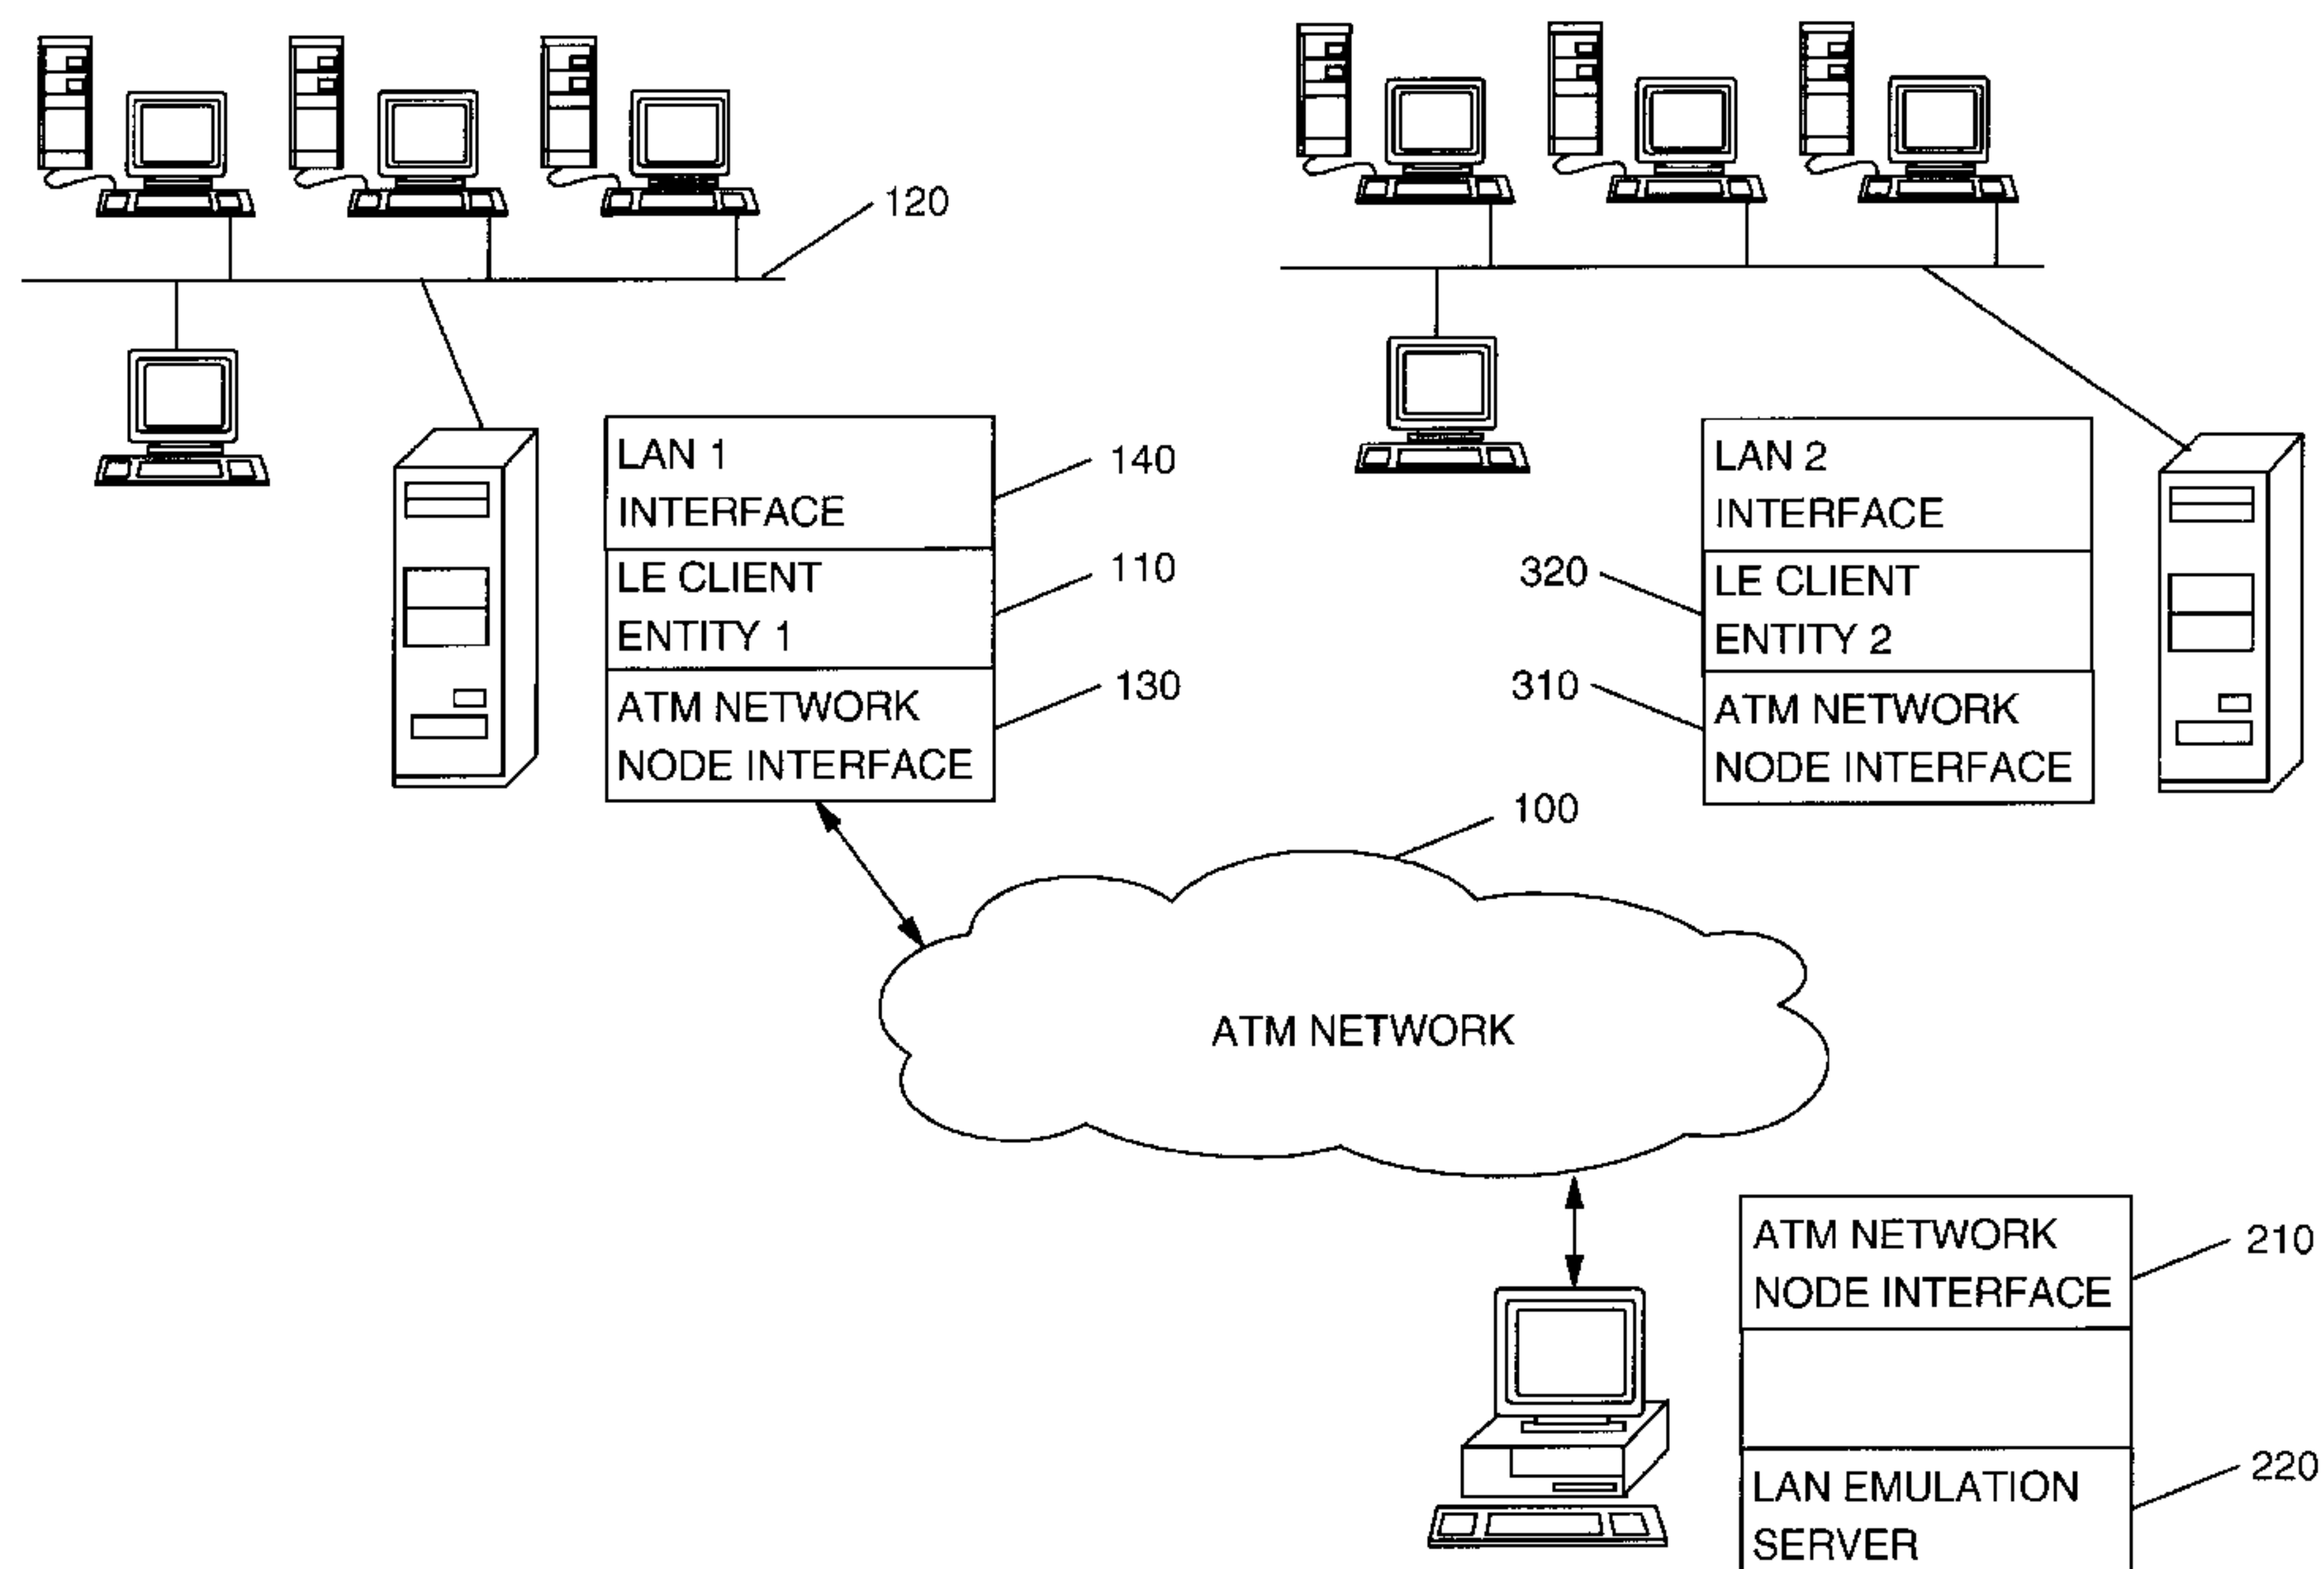 120
LAN 1
INTERFACE
140
LE CLIENT
ENTITY 1
110
ATM NETWORK
NODE INTERFACE
130
LAN 2
INTERFACE
320
LE CLIENT
ENTITY 2
310
ATM NETWORK
NODE INTERFACE
100
ATM NETWORK
ATM NETWORK
NODE INTERFACE
210
LAN EMULATION
SERVER
220